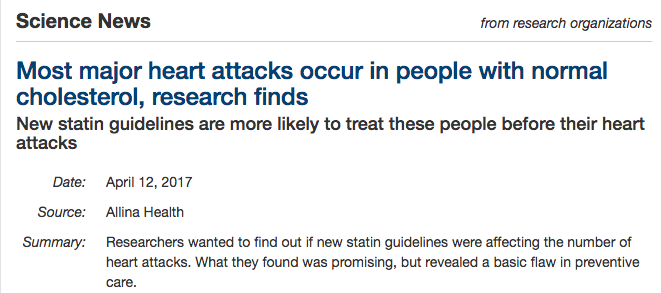 Science News
from research organizations
Most major heart attacks occur in people with normal
cholesterol, research finds
New statin guidelines are more likely to treat these people before their heart
attacks
Date: April 12, 2017
Source: Allina Health
Summary: Researchers wanted to find out if new statin guidelines were affecting the number of
heart attacks. What they found was promising, but revealed a basic flaw in preventive
care.